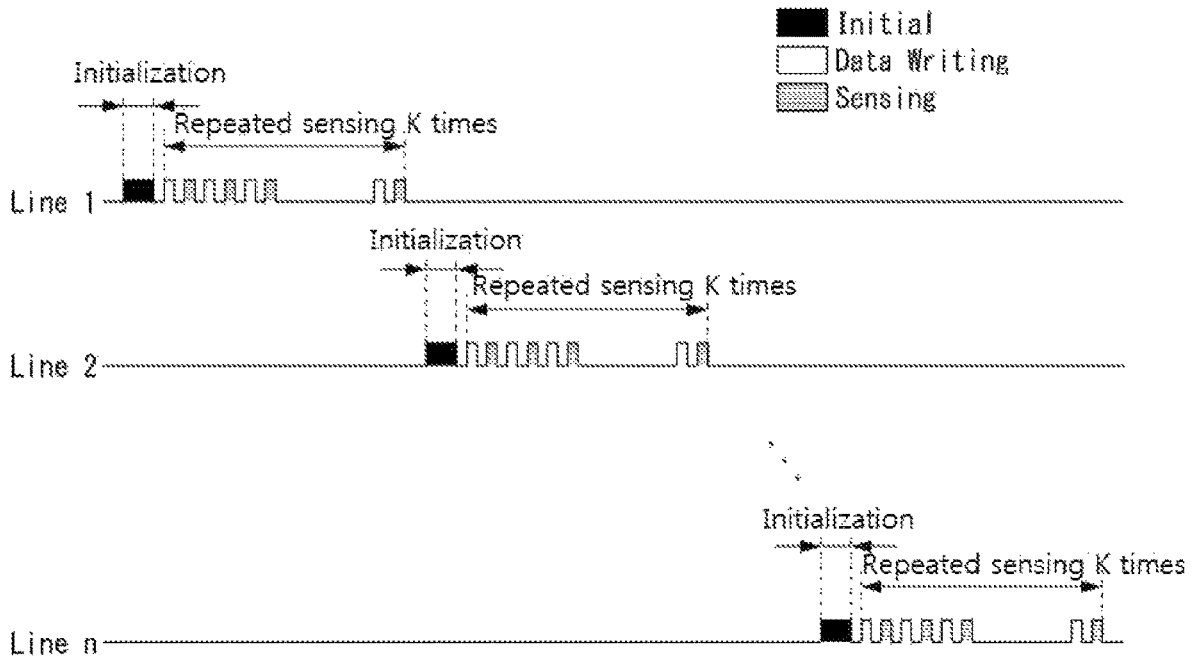 Initial
Data Writing
Sensing
Initialization
Repeated sensing K times
Line 1
Initialization
Repeated sensing K times
Line 2
Initialization
Repeated sensing K times
Line n